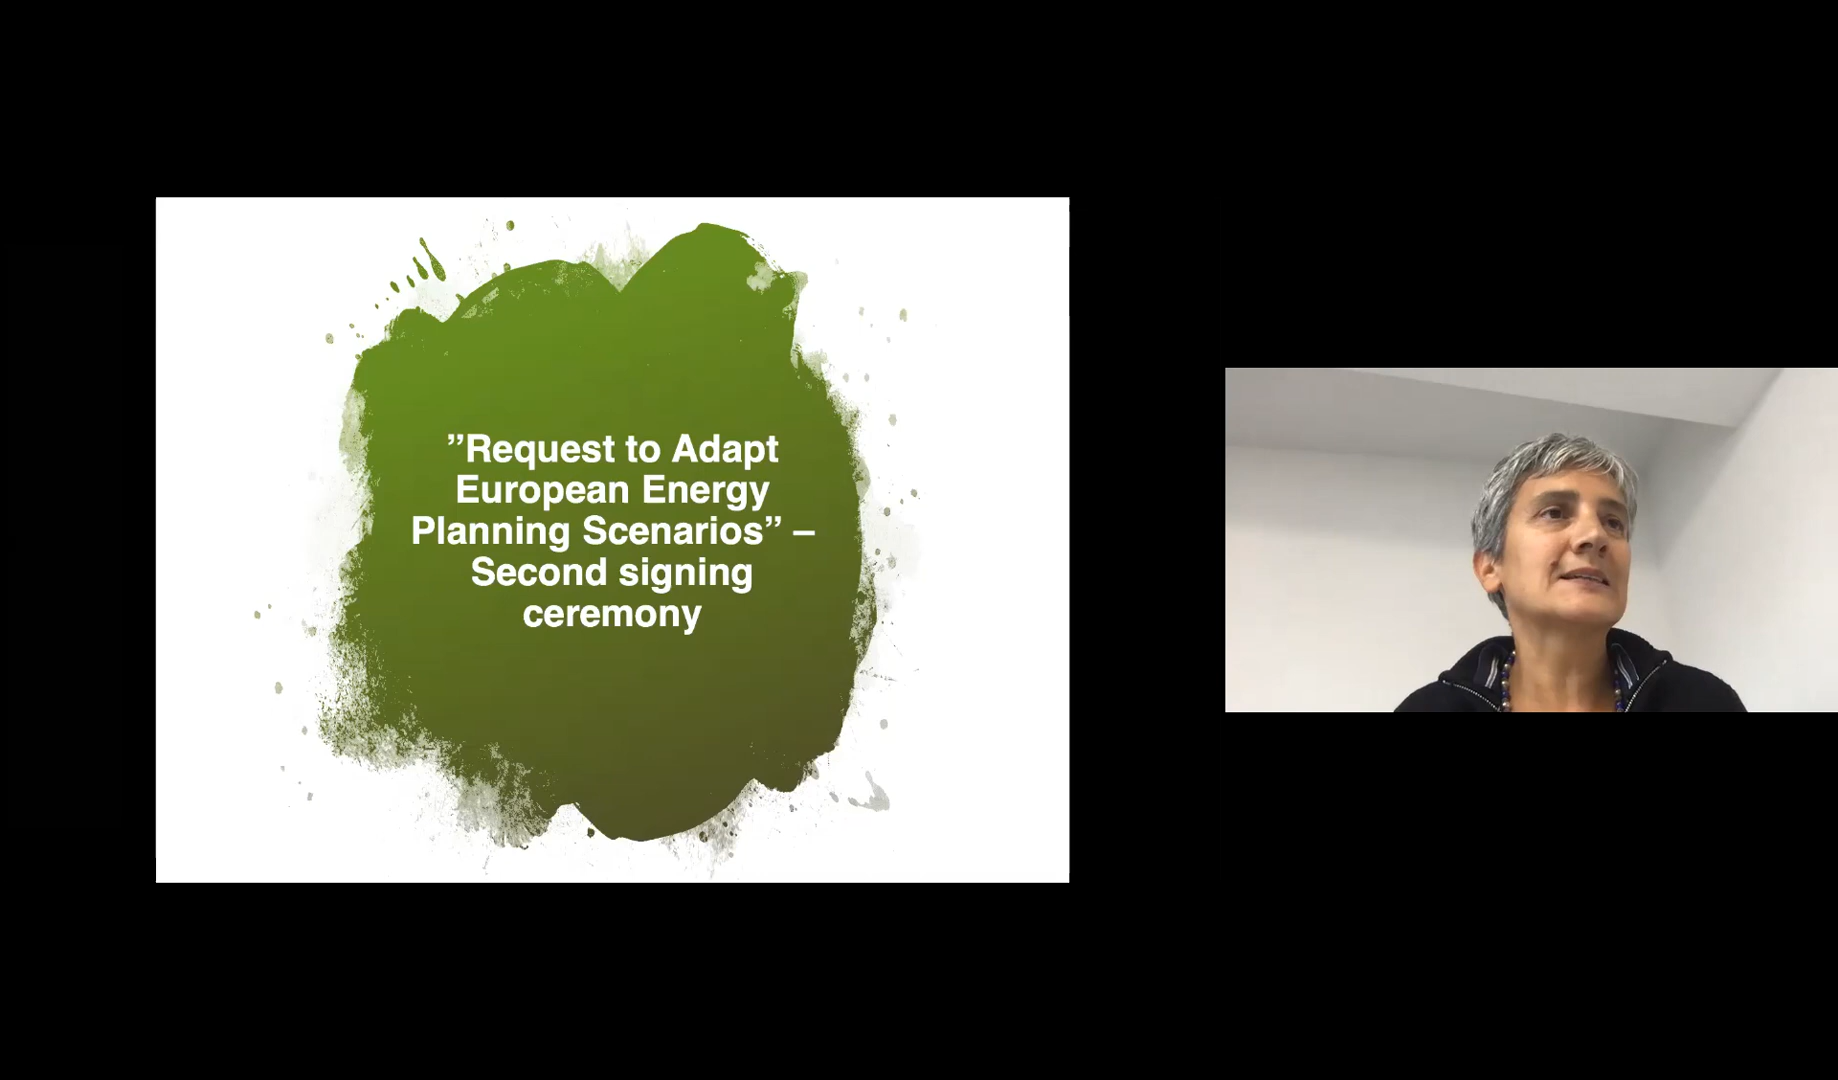 ”Request to Adapt
European Energy
Planning Scenarios” –
Second signing
ceremony